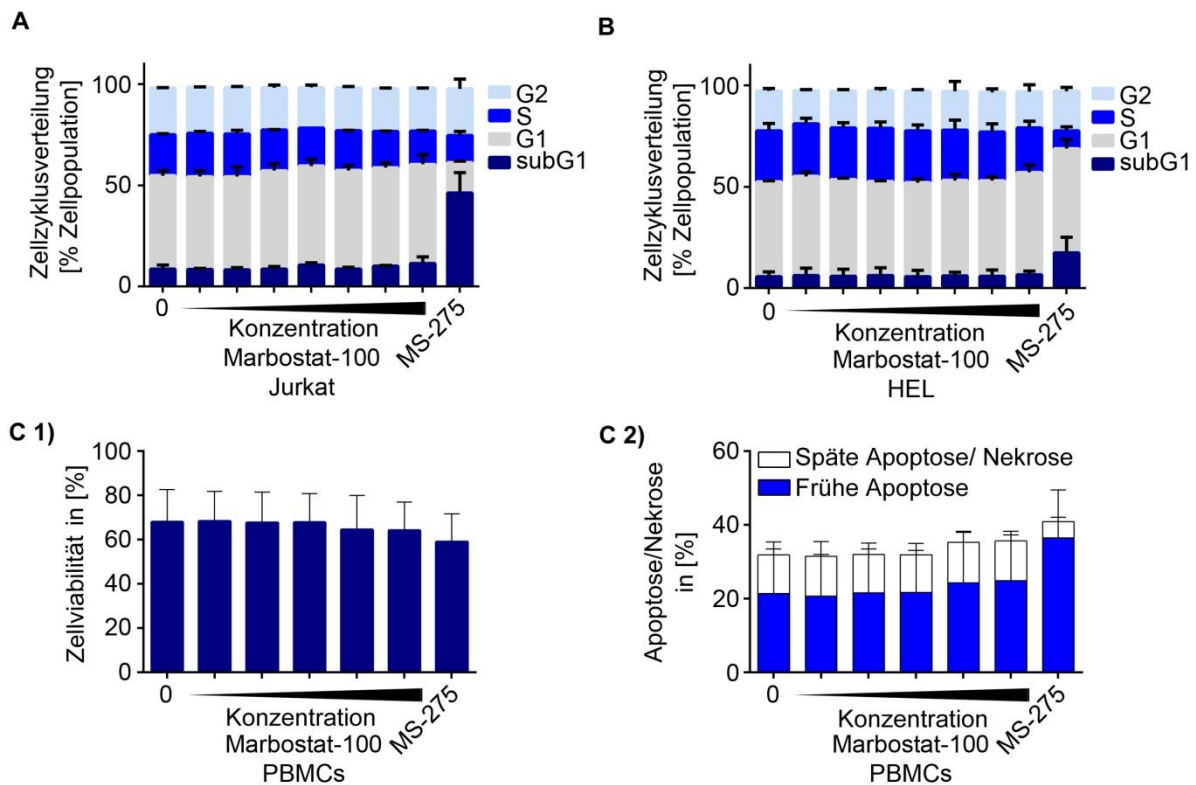 A
Zellzyklusverteilung
[% Zellpopulation]
100
50
0
G2
S
G1
subG1
0
MS-275
Konzentration
Marbostat-100
Jurkat
B
Zellzyklusverteilung
[% Zellpopulation]
100
50
0
G2
S
G1
subG1
0
MS-275
Konzentration
Marbostat-100
HEL
C 1)
Zellviabilität in [%]
100
80
60
40
20
0
0
MS-275
Konzentration
Marbostat-100
PBMCs
C 2)
Apoptose/Nekrose
in [%]
60
40
20
0
Späte Apoptose/ Nekrose
Frühe Apoptose
0
MS-275
Konzentration
Marbostat-100
PBMCs